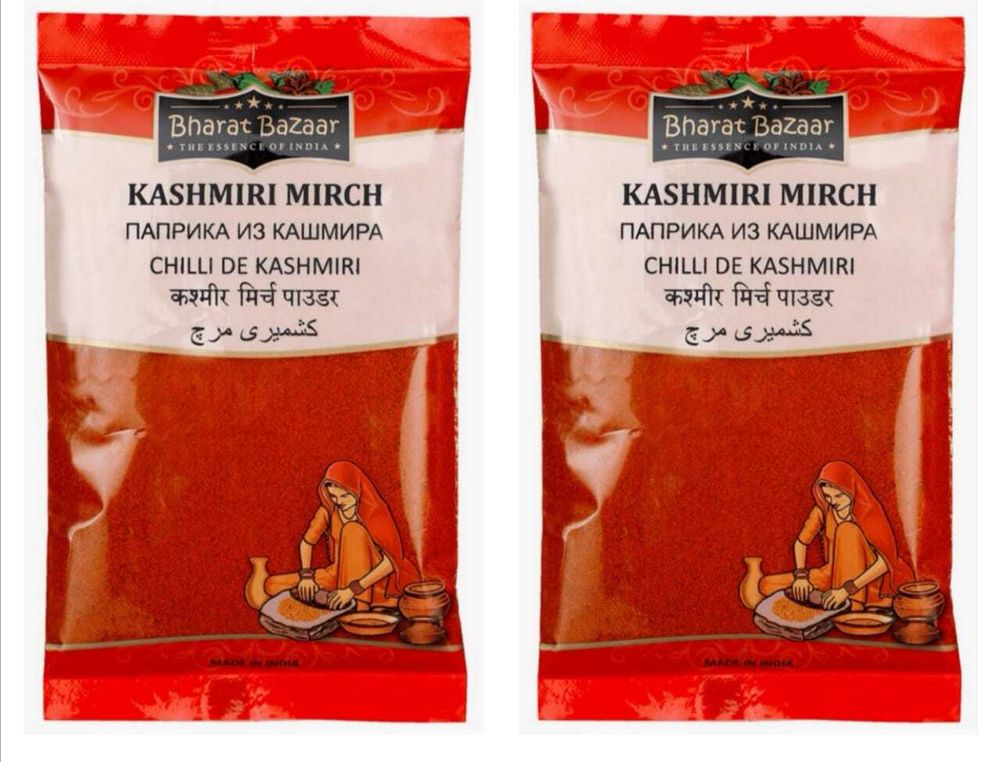 Bharat Bazaar
THE ESSENCE OF INDIA
KASHMIRI MIRCH
ПАПРИКА ИЗ КАШМИРА
CHILLI DE KASHMIRI
कश्मीर मिर्च पाउडर
کشمیری مرچ
MADE IN INDIA
Bharat Bazaar
THE ESSENCE OF INDIA
KASHMIRI MIRCH
ПАПРИКА ИЗ КАШМИРА
CHILLI DE KASHMIRI
कश्मीर मिर्च पाउडर
کشمیری مرچ
MADE IN INDIA